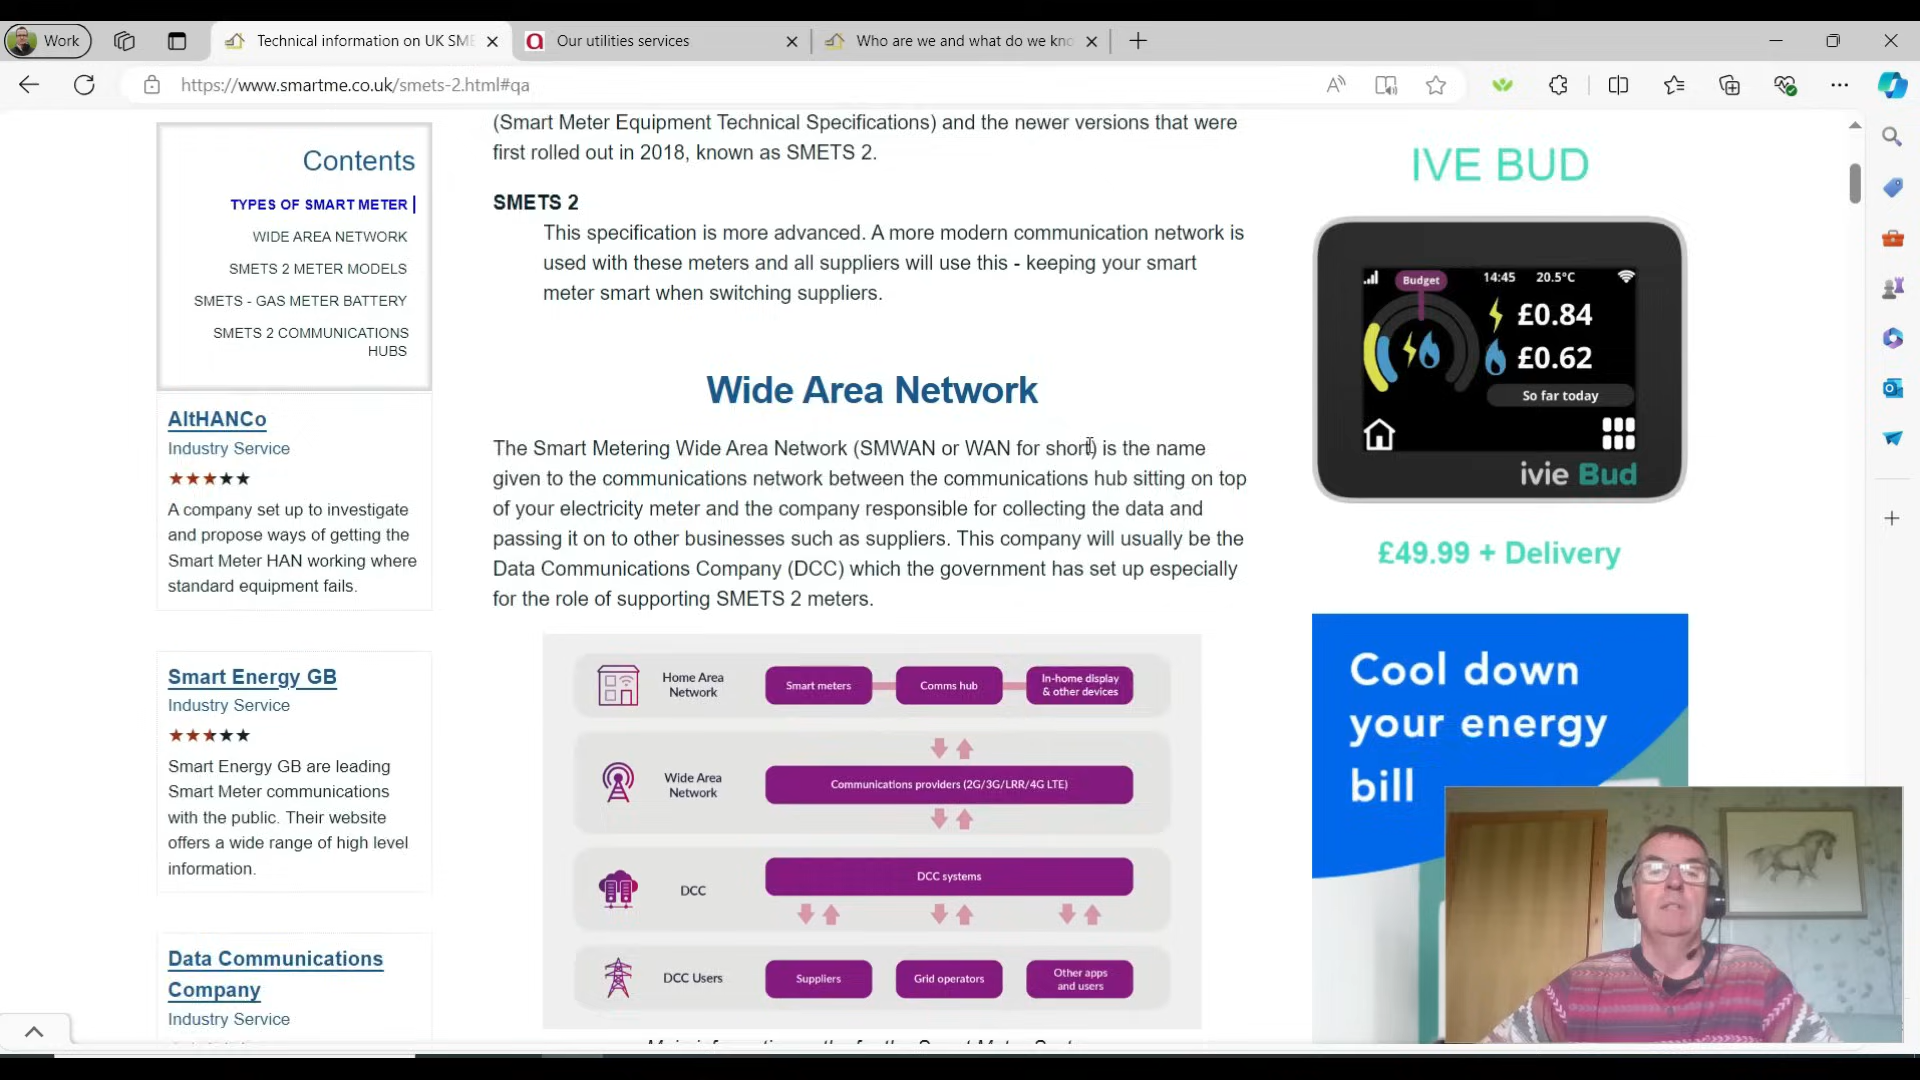 Work
Technical information on UK SME
Our utilities services
Who are we and what do we kno
https://www.smartme.co.uk/smets-2.html#qa
Contents
TYPES OF SMART METER
WIDE AREA NETWORK
SMETS 2 METER MODELS
SMETS - GAS METER BATTERY
SMETS 2 COMMUNICATIONS
HUBS
AltHANCo
Industry Service
★★★★★
A company set up to investigate
and propose ways of getting the
Smart Meter HAN working where
standard equipment fails.
Smart Energy GB
Industry Service
★★★★★
Smart Energy GB are leading
Smart Meter communications
with the public. Their website
offers a wide range of high level
information.
Data Communications
Company
Industry Service
(Smart Meter Equipment Technical Specifications) and the newer versions that were
first rolled out in 2018, known as SMETS 2.
SMETS 2
This specification is more advanced. A more modern communication network is
used with these meters and all suppliers will use this - keeping your smart
meter smart when switching suppliers.
Wide Area Network
The Smart Metering Wide Area Network (SMWAN or WAN for short) is the name
given to the communications network between the communications hub sitting on top
of your electricity meter and the company responsible for collecting the data and
passing it on to other businesses such as suppliers. This company will usually be the
Data Communications Company (DCC) which the government has set up especially
for the role of supporting SMETS 2 meters.
Home Area
Network
Smart meters
Comms hub
In-home display
& other devices
Wide Area
Network
Communications providers (2G/3G/LRR/4G LTE)
DCC
DCC systems
DCC Users
Suppliers
Grid operators
Other apps
and users
IVE BUD
Budget
14:45
20.5°C
£0.84
£0.62
So far today
ivie Bud
£49.99 + Delivery
Cool down
your energy
bill